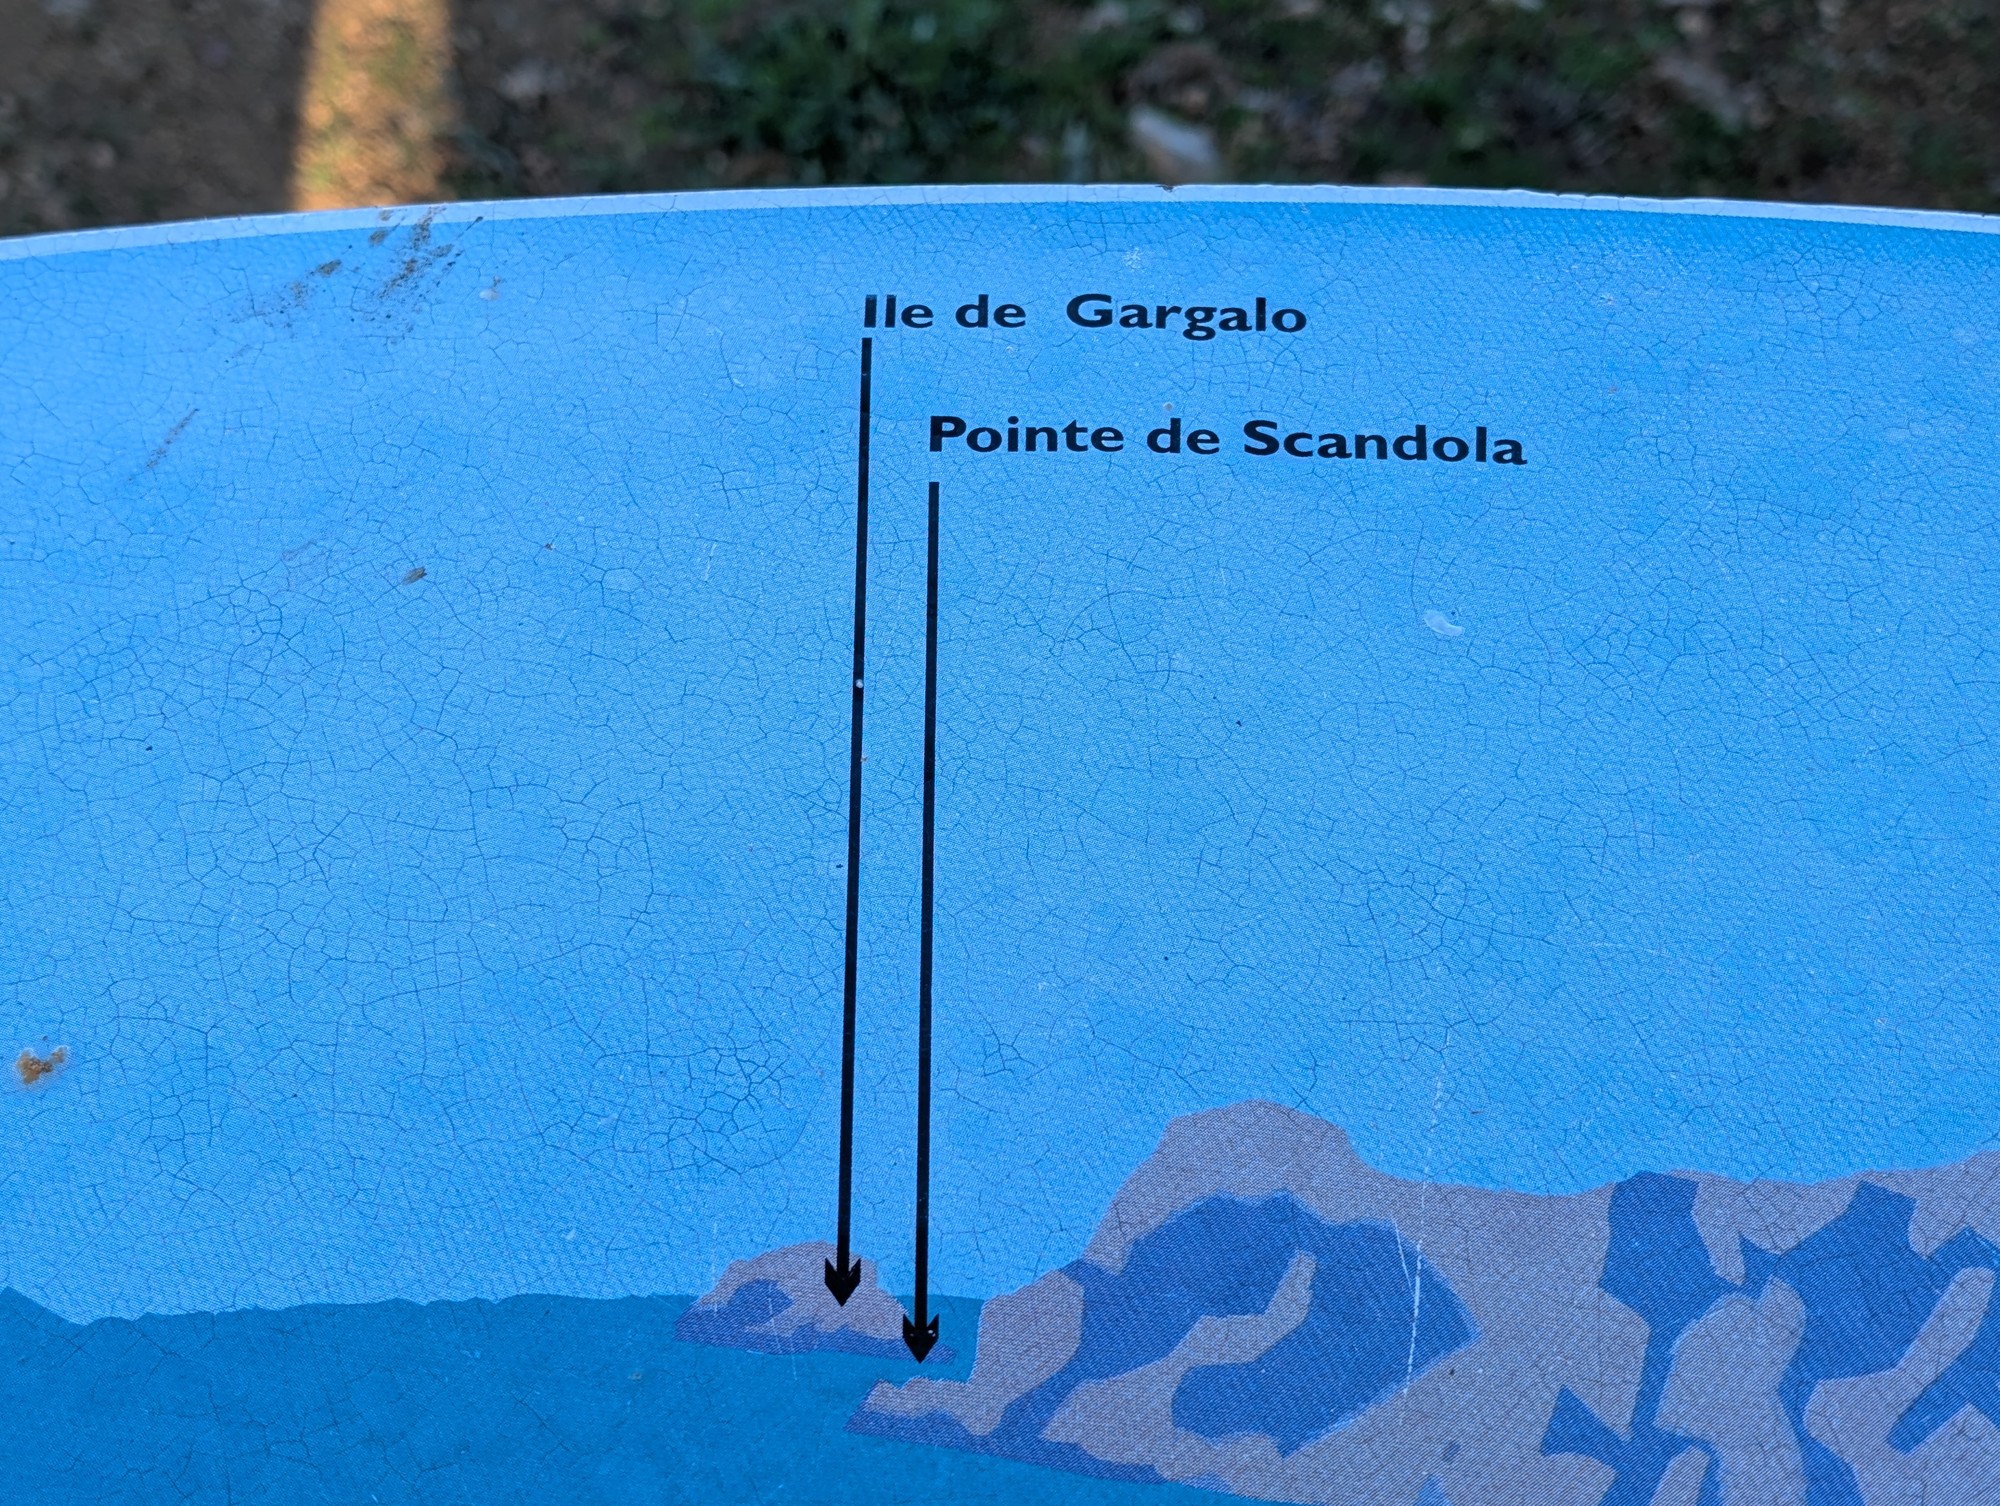 Ile de Gargalo
Pointe de Scandola